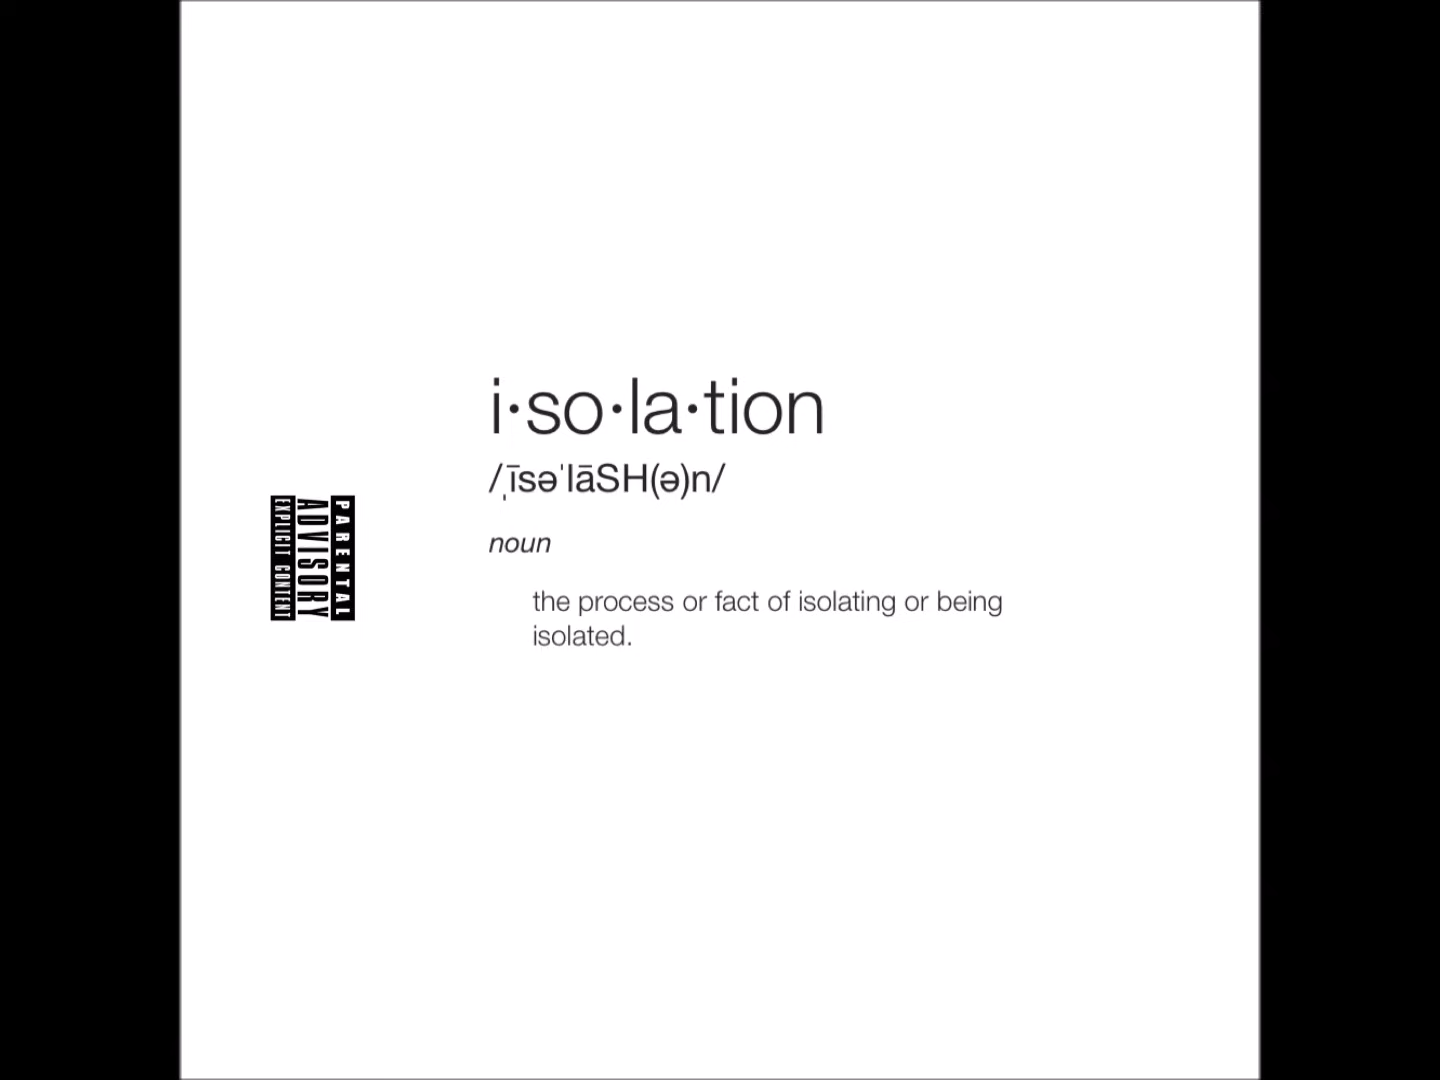 i·so·la·tion
/ˌīsəˈlāSH(ə)n/
noun
the process or fact of isolating or being
isolated.
PARENTAL
ADVISORY
EXPLICIT CONTENT